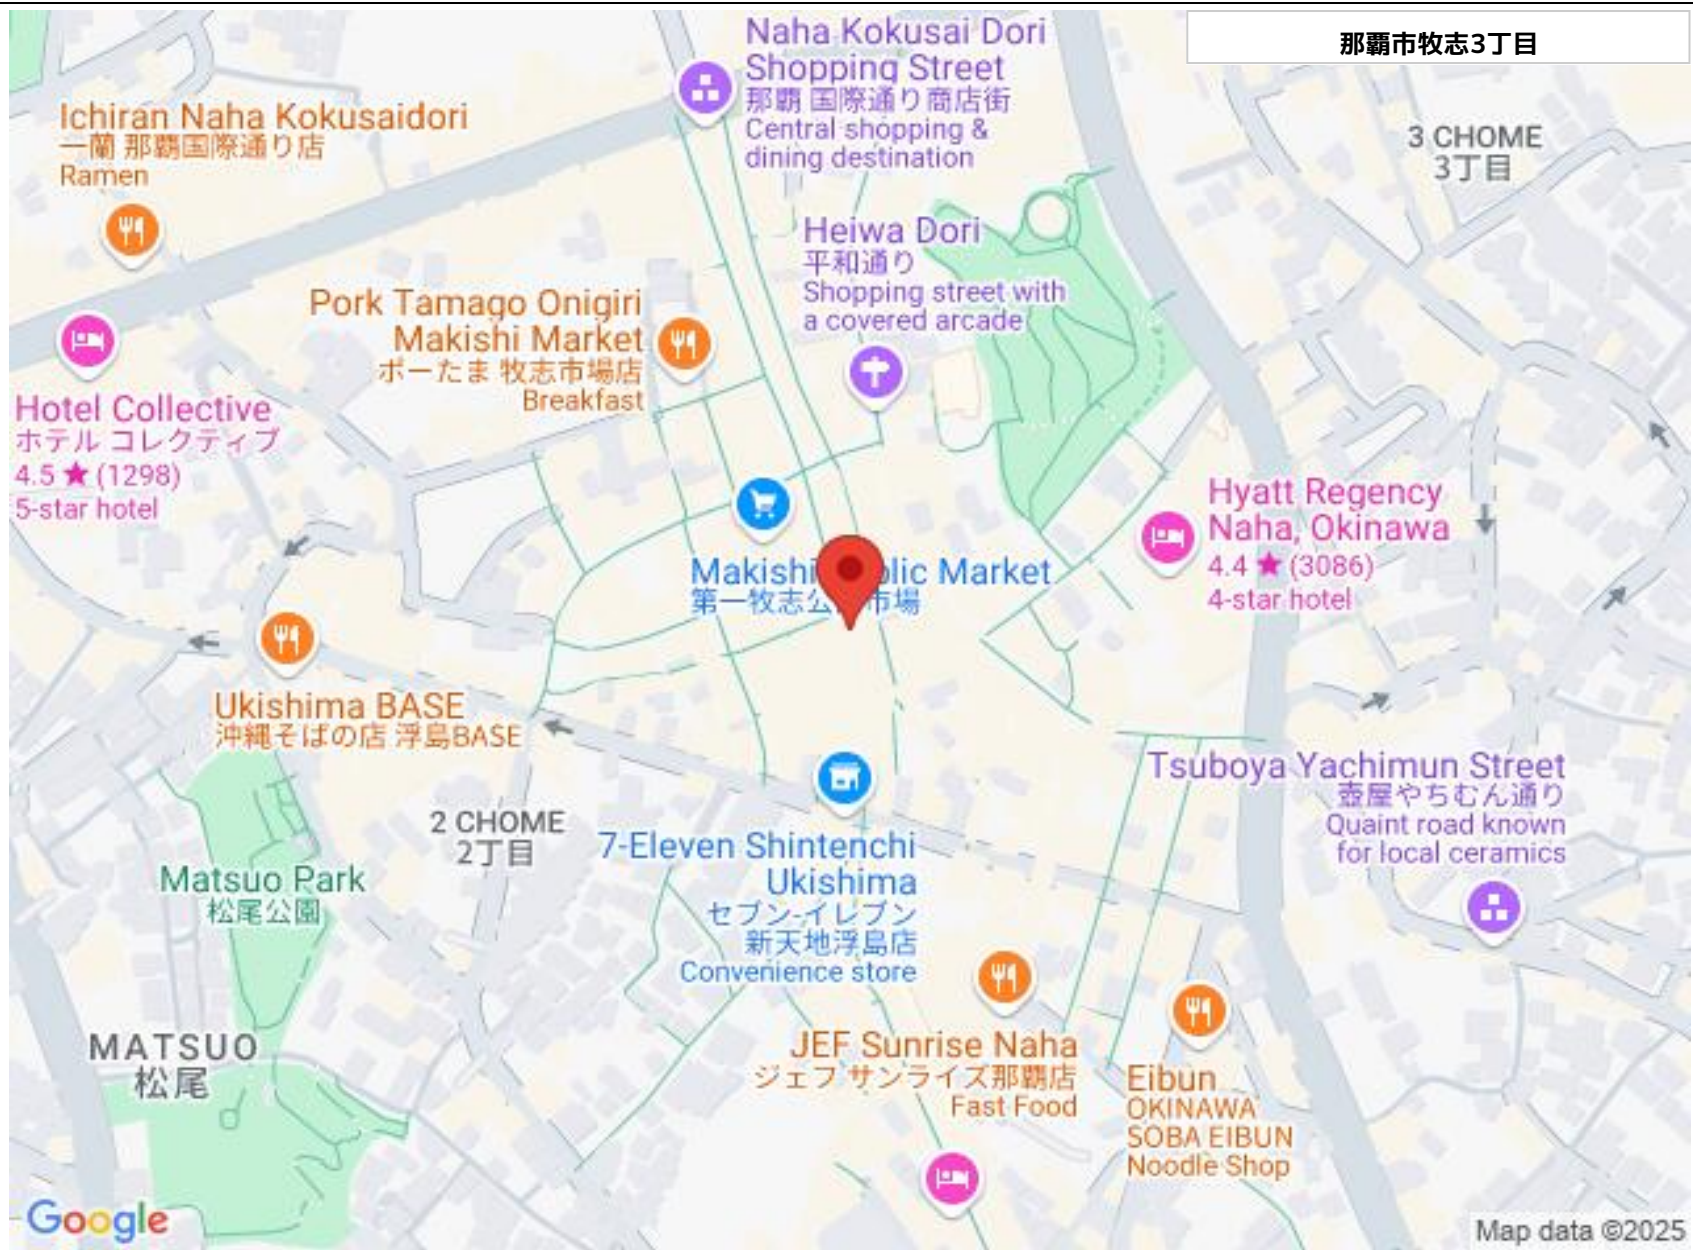 那覇市牧志3丁目
Naha Kokusai Dori
Shopping Street
那覇 国際通り商店街
Central shopping &
dining destination
Ichiran Naha Kokusaidori
一蘭 那覇国際通り店
Ramen
3 CHOME
3丁目
Heiwa Dori
平和通り
Shopping street with
a covered arcade
Pork Tamago Onigiri
Makishi Market
ポーたま 牧志市場店
Breakfast
Hotel Collective
ホテル コレクティブ
4.5 ★ (1298)
5-star hotel
Hyatt Regency
Naha, Okinawa
4.4 ★ (3086)
4-star hotel
Makishi lic Market
第一牧志公 市場
Ukishima BASE
沖縄そばの店 浮島BASE
Tsuboya Yachimun Street
壺屋やちむん通り
Quaint road known
for local ceramics
2 CHOME
2丁目
7-Eleven Shintenchi
Ukishima
セブン-イレブン
新天地浮島店
Convenience store
Matsuo Park
松尾公園
MATSUO
松尾
JEF Sunrise Naha
ジェフ サンライズ那覇店
Fast Food
Eibun
OKINAWA
SOBA EIBUN
Noodle Shop
Google
Map data ©2025